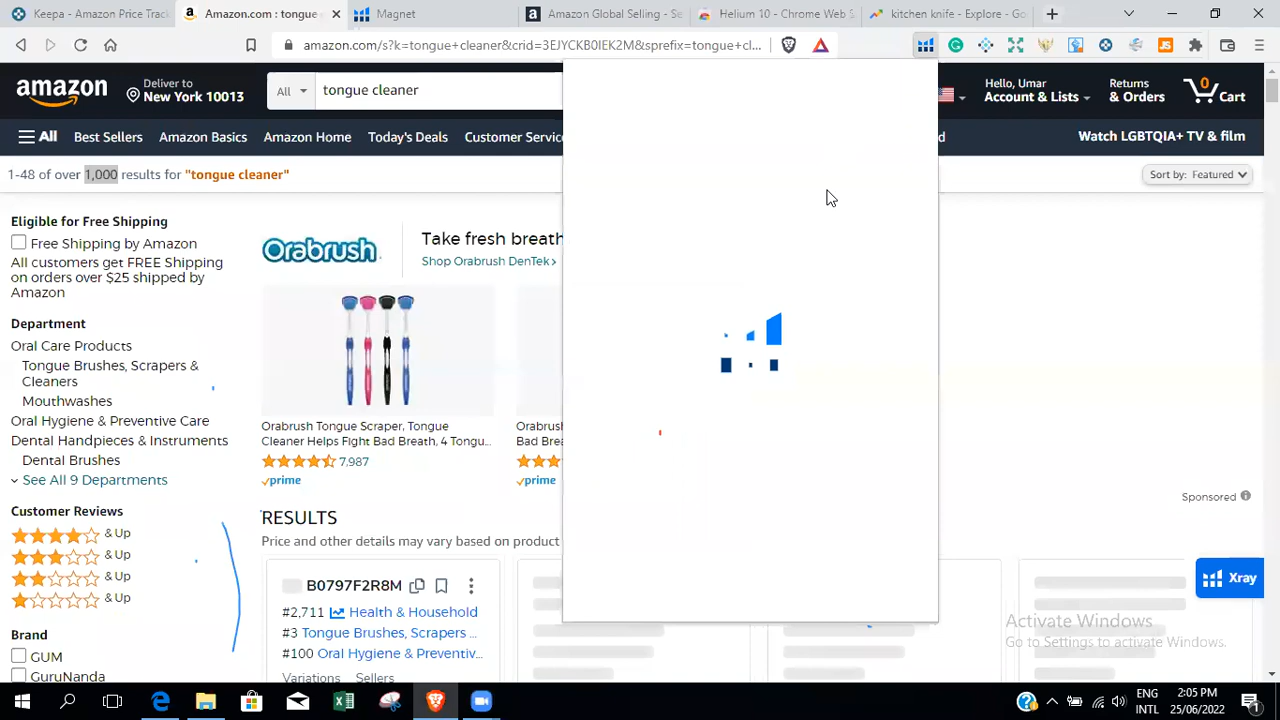 Keepa - Amazon Price Track
Amazon.com : tongue
Magnet
Amazon Global Selling - Se
Helium 10 - Chrome Web S
kitchen knife - Explore - Go
amazon.com/s?k=tongue+cleaner&crid=3EJYCKB0IEK2M&sprefix=tongue+cl...
amazon
Deliver to
New York 10013
All
tongue cleaner
Hello, Umar
Account & Lists
Returns
& Orders
0
Cart
All
Best Sellers
Amazon Basics
Amazon Home
Today's Deals
Customer Servic
d
Watch LGBTQIA+ TV & film
1-48 of over 1,000 results for "tongue cleaner"
Sort by: Featured
Eligible for Free Shipping
Free Shipping by Amazon
All customers get FREE Shipping
on orders over $25 shipped by
Amazon
Department
Oral Care Products
Tongue Brushes, Scrapers &
Cleaners
Mouthwashes
Oral Hygiene & Preventive Care
Dental Handpieces & Instruments
Dental Brushes
See All 9 Departments
Customer Reviews
& Up
& Up
& Up
& Up
Brand
GUM
GuruNanda
Orabrush
Take fresh breath
Shop Orabrush DenTek ›
Orabrush Tongue Scraper, Tongue
Cleaner Helps Fight Bad Breath, 4 Tongu...
7,987
prime
Orabrus
Bad Bre
prime
Sponsored
RESULTS
Price and other details may vary based on product
B0797F2R8M
#2,711 Health & Household
#3 Tongue Brushes, Scrapers ...
#100 Oral Hygiene & Preventiv...
Variations Sellers
Xray
Activate Windows
Go to Settings to activate Windows.
ENG
INTL
2:05 PM
25/06/2022
1